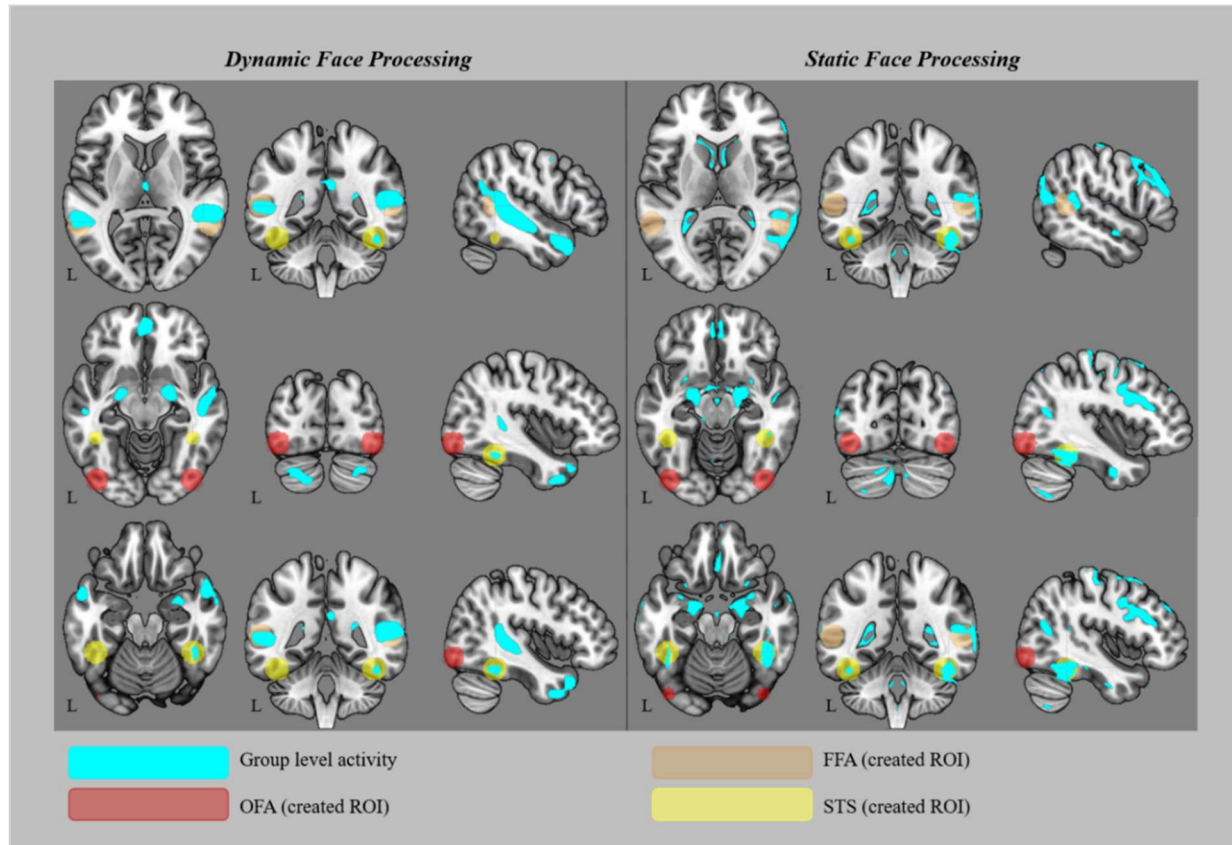 Dynamic Face Processing
Static Face Processing
L
L
L
L
L
L
L
L
L
L
L
L
Group level activity
FFA (created ROI)
OFA (created ROI)
STS (created ROI)